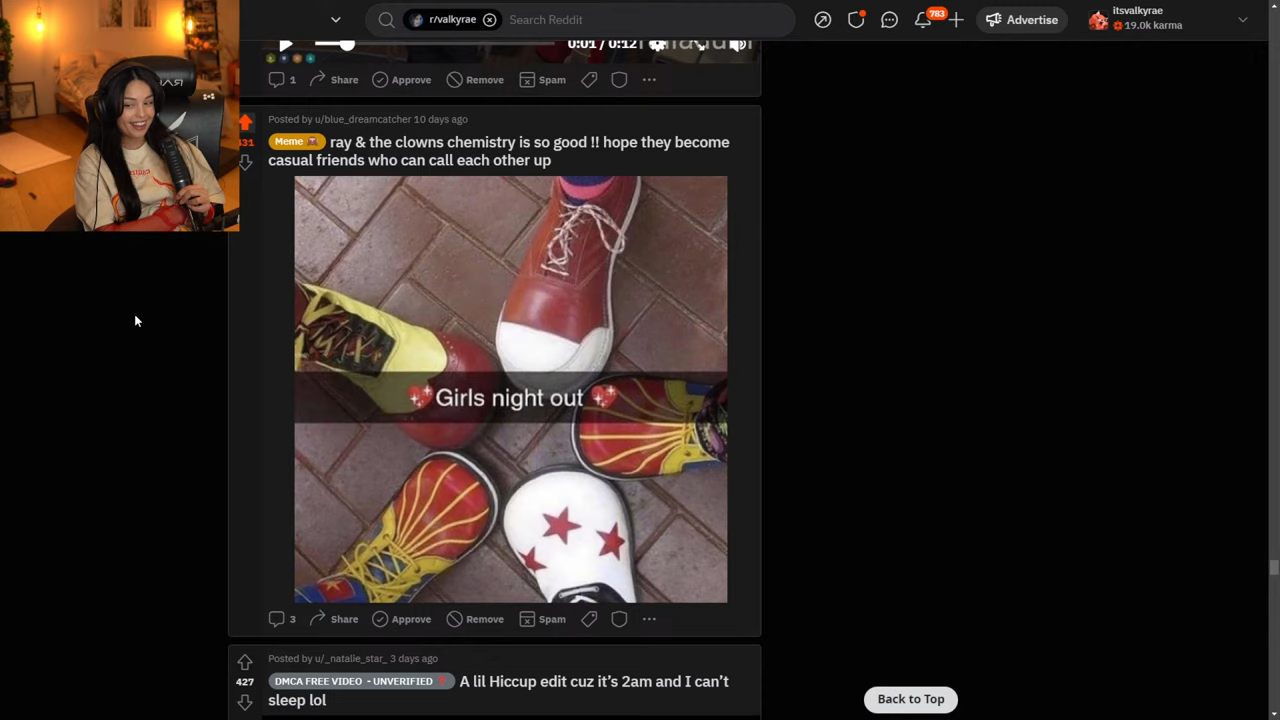 r/valkyrae
Search Reddit
783
Advertise
itsvalkyrae
19.0k karma
0:01 / 0:12
1
Share
Approve
Remove
Spam
Posted by u/blue_dreamcatcher 10 days ago
Meme ray & the clowns chemistry is so good !! hope they become
casual friends who can call each other up
Girls night out
3
Share
Approve
Remove
Spam
Posted by u/_natalie_star_ 3 days ago
427
DMCA FREE VIDEO - UNVERIFIED A lil Hiccup edit cuz it’s 2am and I can’t
sleep lol
Back to Top